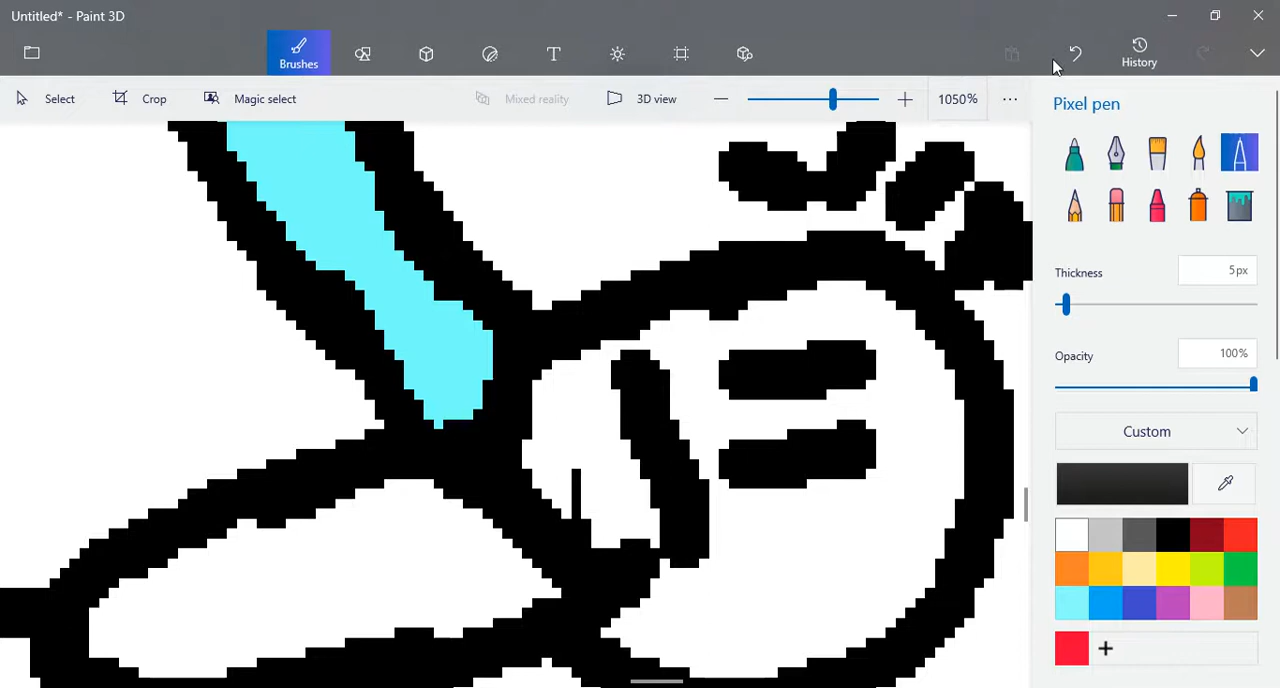 Untitled* - Paint 3D
Brushes
History
Select
Crop
Magic select
Mixed reality
3D view
1050%
Pixel pen
Thickness
5px
Opacity
100%
Custom